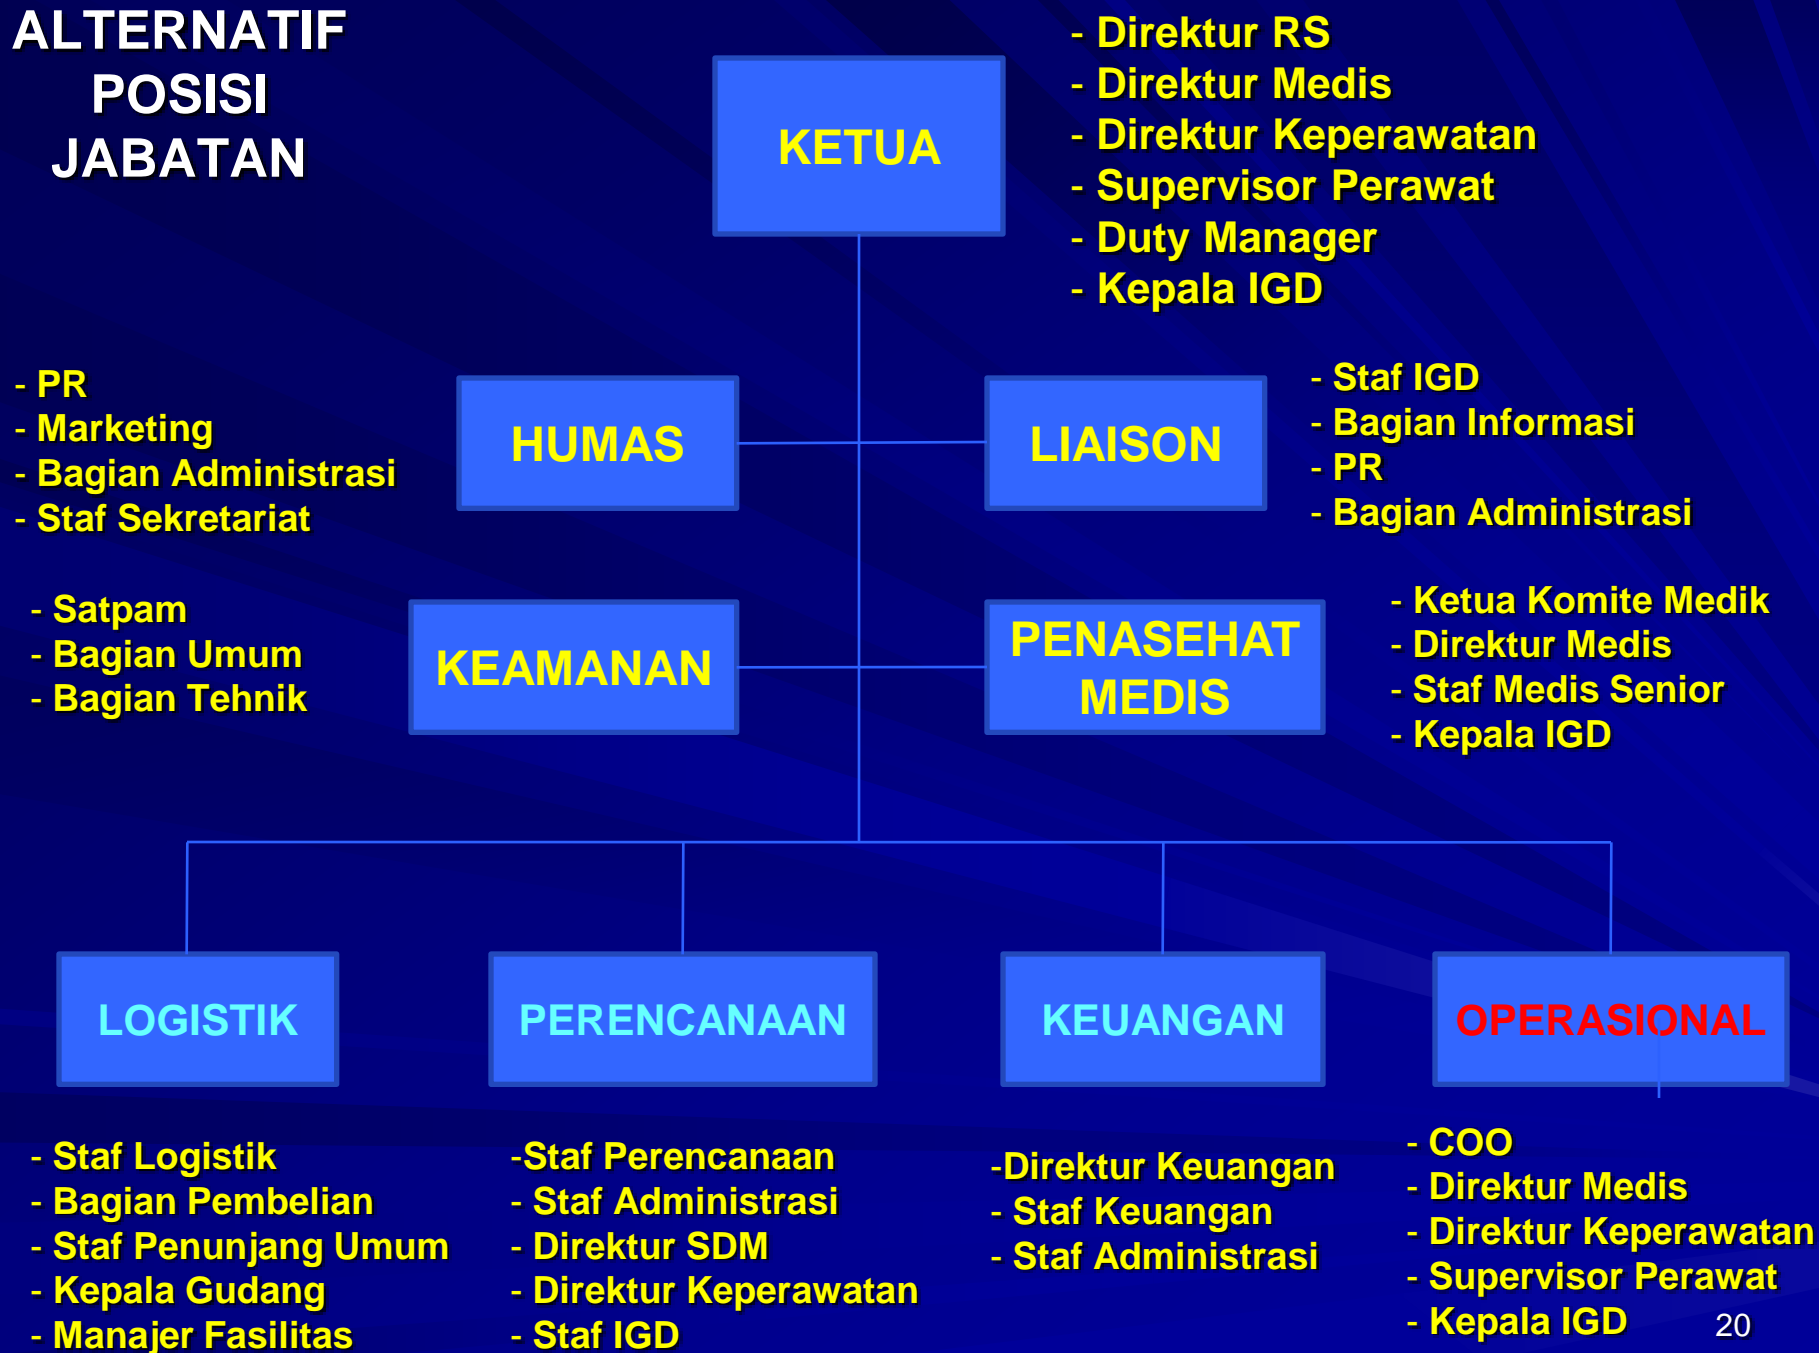 ALTERNATIF
POSISI
JABATAN
KETUA
- Direktur RS
- Direktur Medis
- Direktur Keperawatan
- Supervisor Perawat
- Duty Manager
- Kepala IGD
- PR
- Marketing
- Bagian Administrasi
- Staf Sekretariat
HUMAS
LIAISON
- Staf IGD
- Bagian Informasi
- PR
- Bagian Administrasi
- Satpam
- Bagian Umum
- Bagian Tehnik
KEAMANAN
PENASEHAT
MEDIS
- Ketua Komite Medik
- Direktur Medis
- Staf Medis Senior
- Kepala IGD
LOGISTIK
PERENCANAAN
KEUANGAN
OPERASIONAL
- Staf Logistik
- Bagian Pembelian
- Staf Penunjang Umum
- Kepala Gudang
- Manajer Fasilitas
-Staf Perencanaan
- Staf Administrasi
- Direktur SDM
- Direktur Keperawatan
- Staf IGD
-Direktur Keuangan
- Staf Keuangan
- Staf Administrasi
- COO
- Direktur Medis
- Direktur Keperawatan
- Supervisor Perawat
- Kepala IGD
20